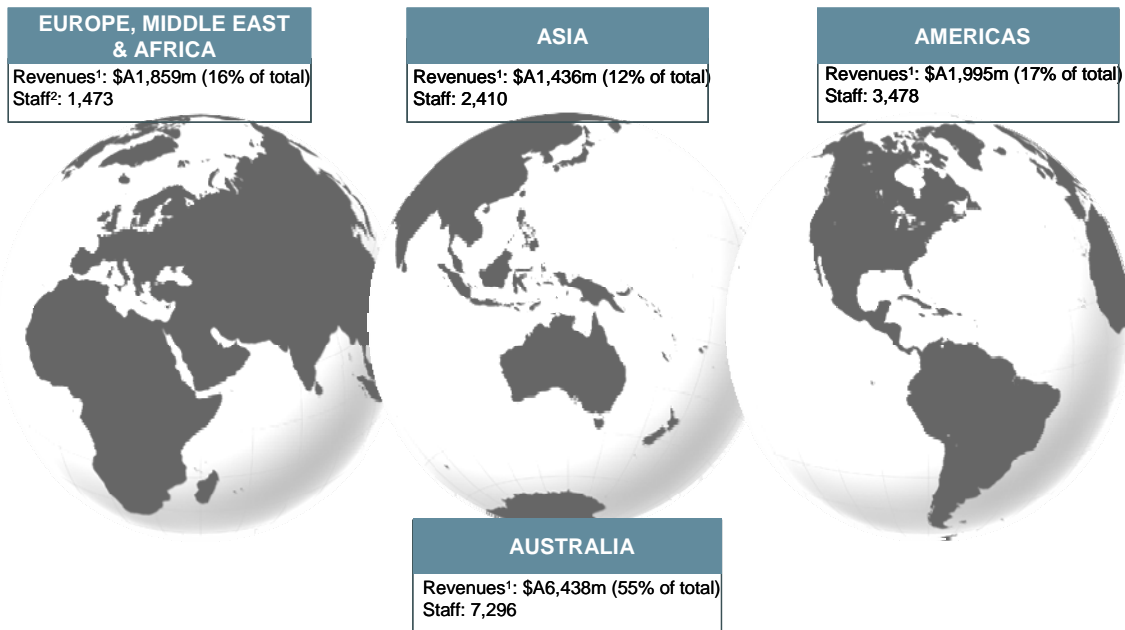 EUROPE, MIDDLE EAST
& AFRICA
Revenues¹: $A1,859m (16% of total)
Staff²: 1,473
ASIA
Revenues¹: $A1,436m (12% of total)
Staff: 2,410
AMERICAS
Revenues¹: $A1,995m (17% of total)
Staff: 3,478
AUSTRALIA
Revenues¹: $A6,438m (55% of total)
Staff: 7,296